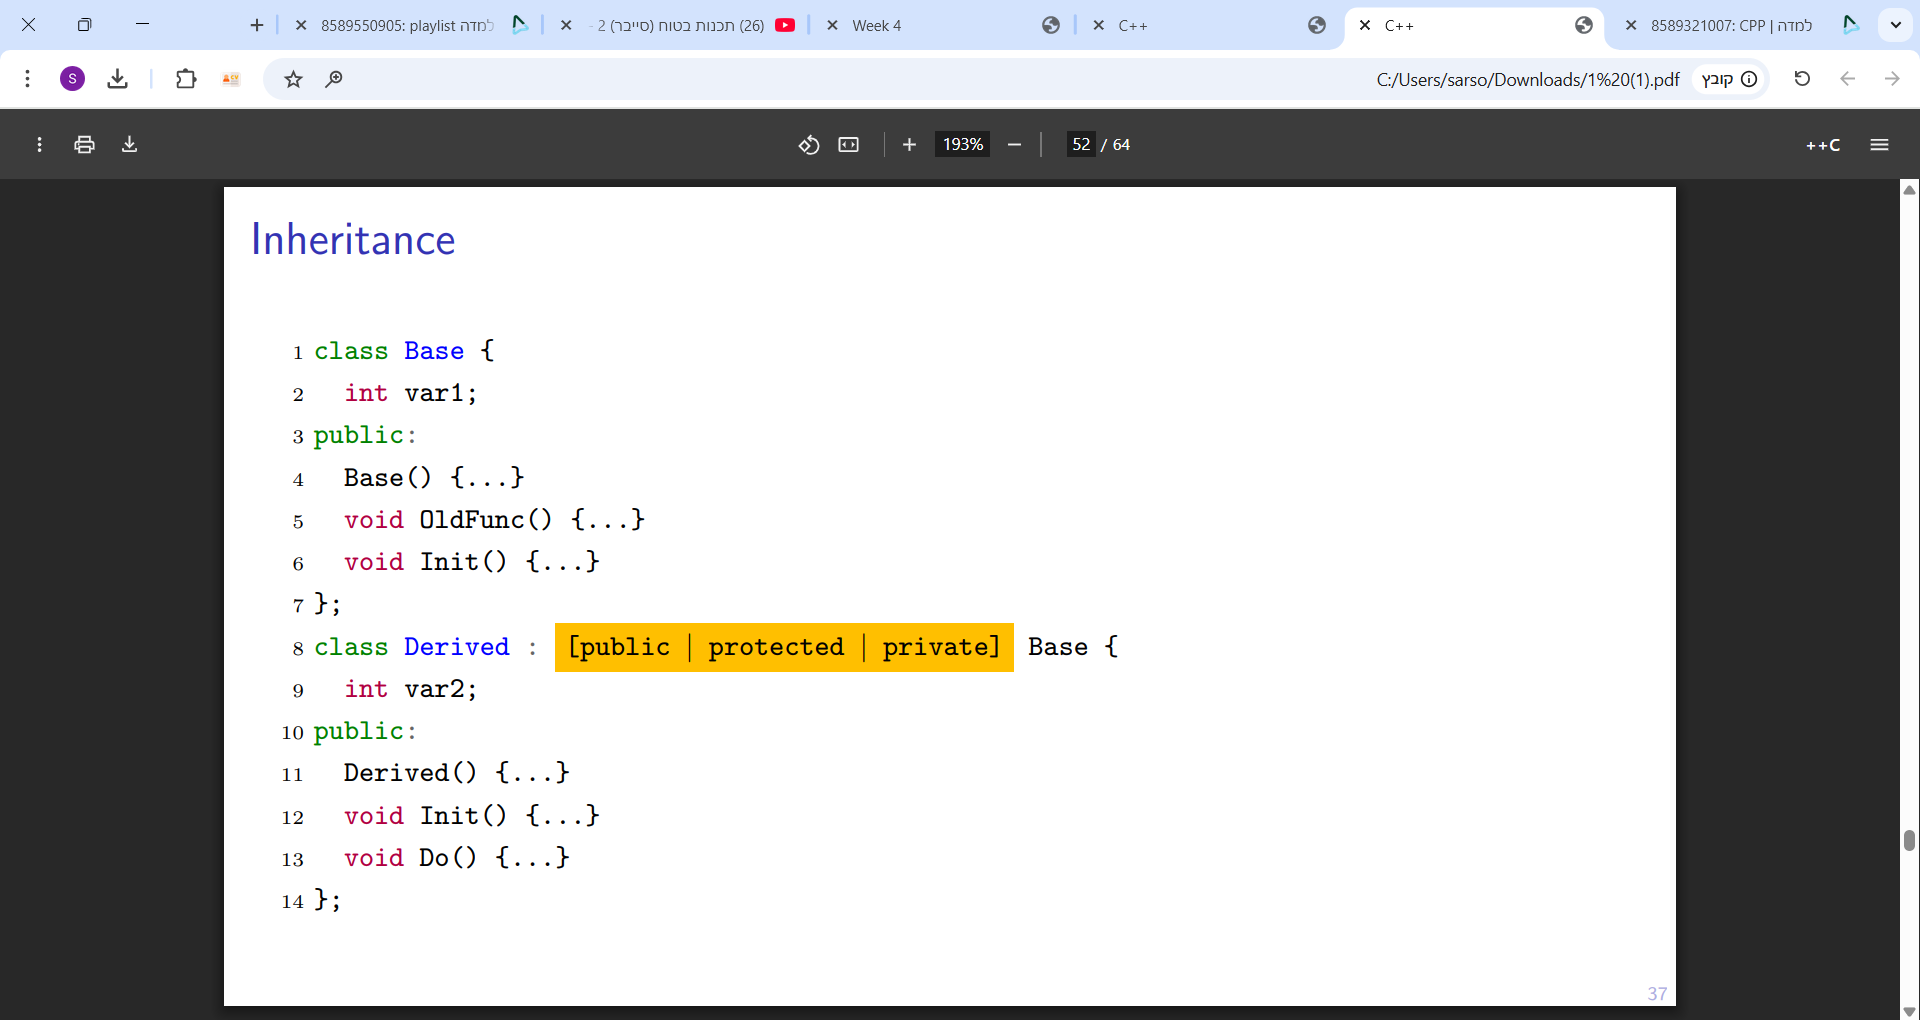 8589550905: playlist למדה
(26) תכנות בטוח (סייבר) 2 -
Week 4
C++
C++
8589321007: CPP | למדה
S
C:/Users/sarso/Downloads/1%20(1).pdf
קובץ
193%
52 / 64
++C
Inheritance
1 class Base {
2 int var1;
3 public:
4 Base() {...}
5 void OldFunc() {...}
6 void Init() {...}
7 };
8 class Derived : [public | protected | private] Base {
9 int var2;
10 public:
11 Derived() {...}
12 void Init() {...}
13 void Do() {...}
14 };
37